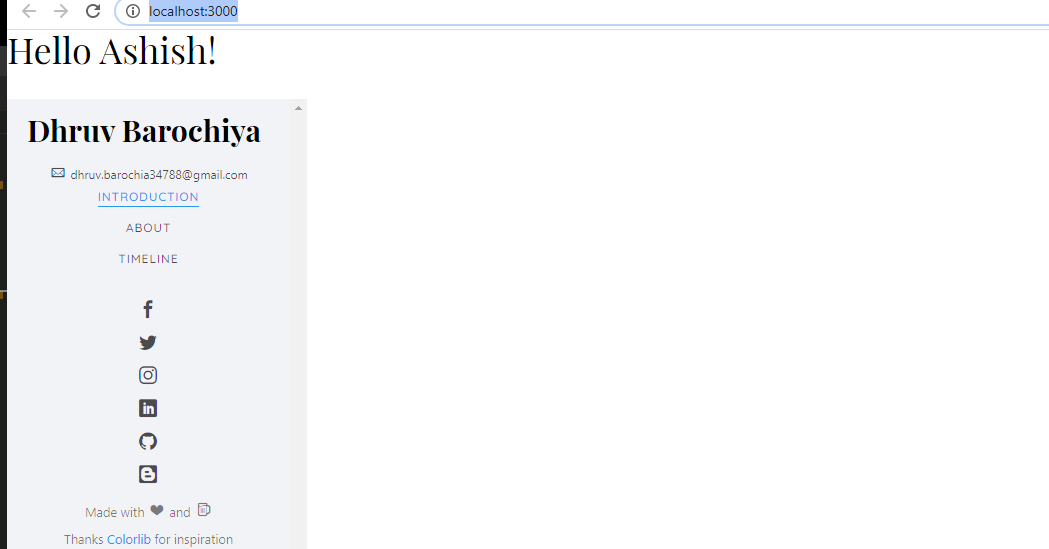 localhost:3000
Hello Ashish!
Dhruv Barochiya
dhruv.barochia34788@gmail.com
INTRODUCTION
ABOUT
TIMELINE
Made with ❤ and
Thanks Colorlib for inspiration